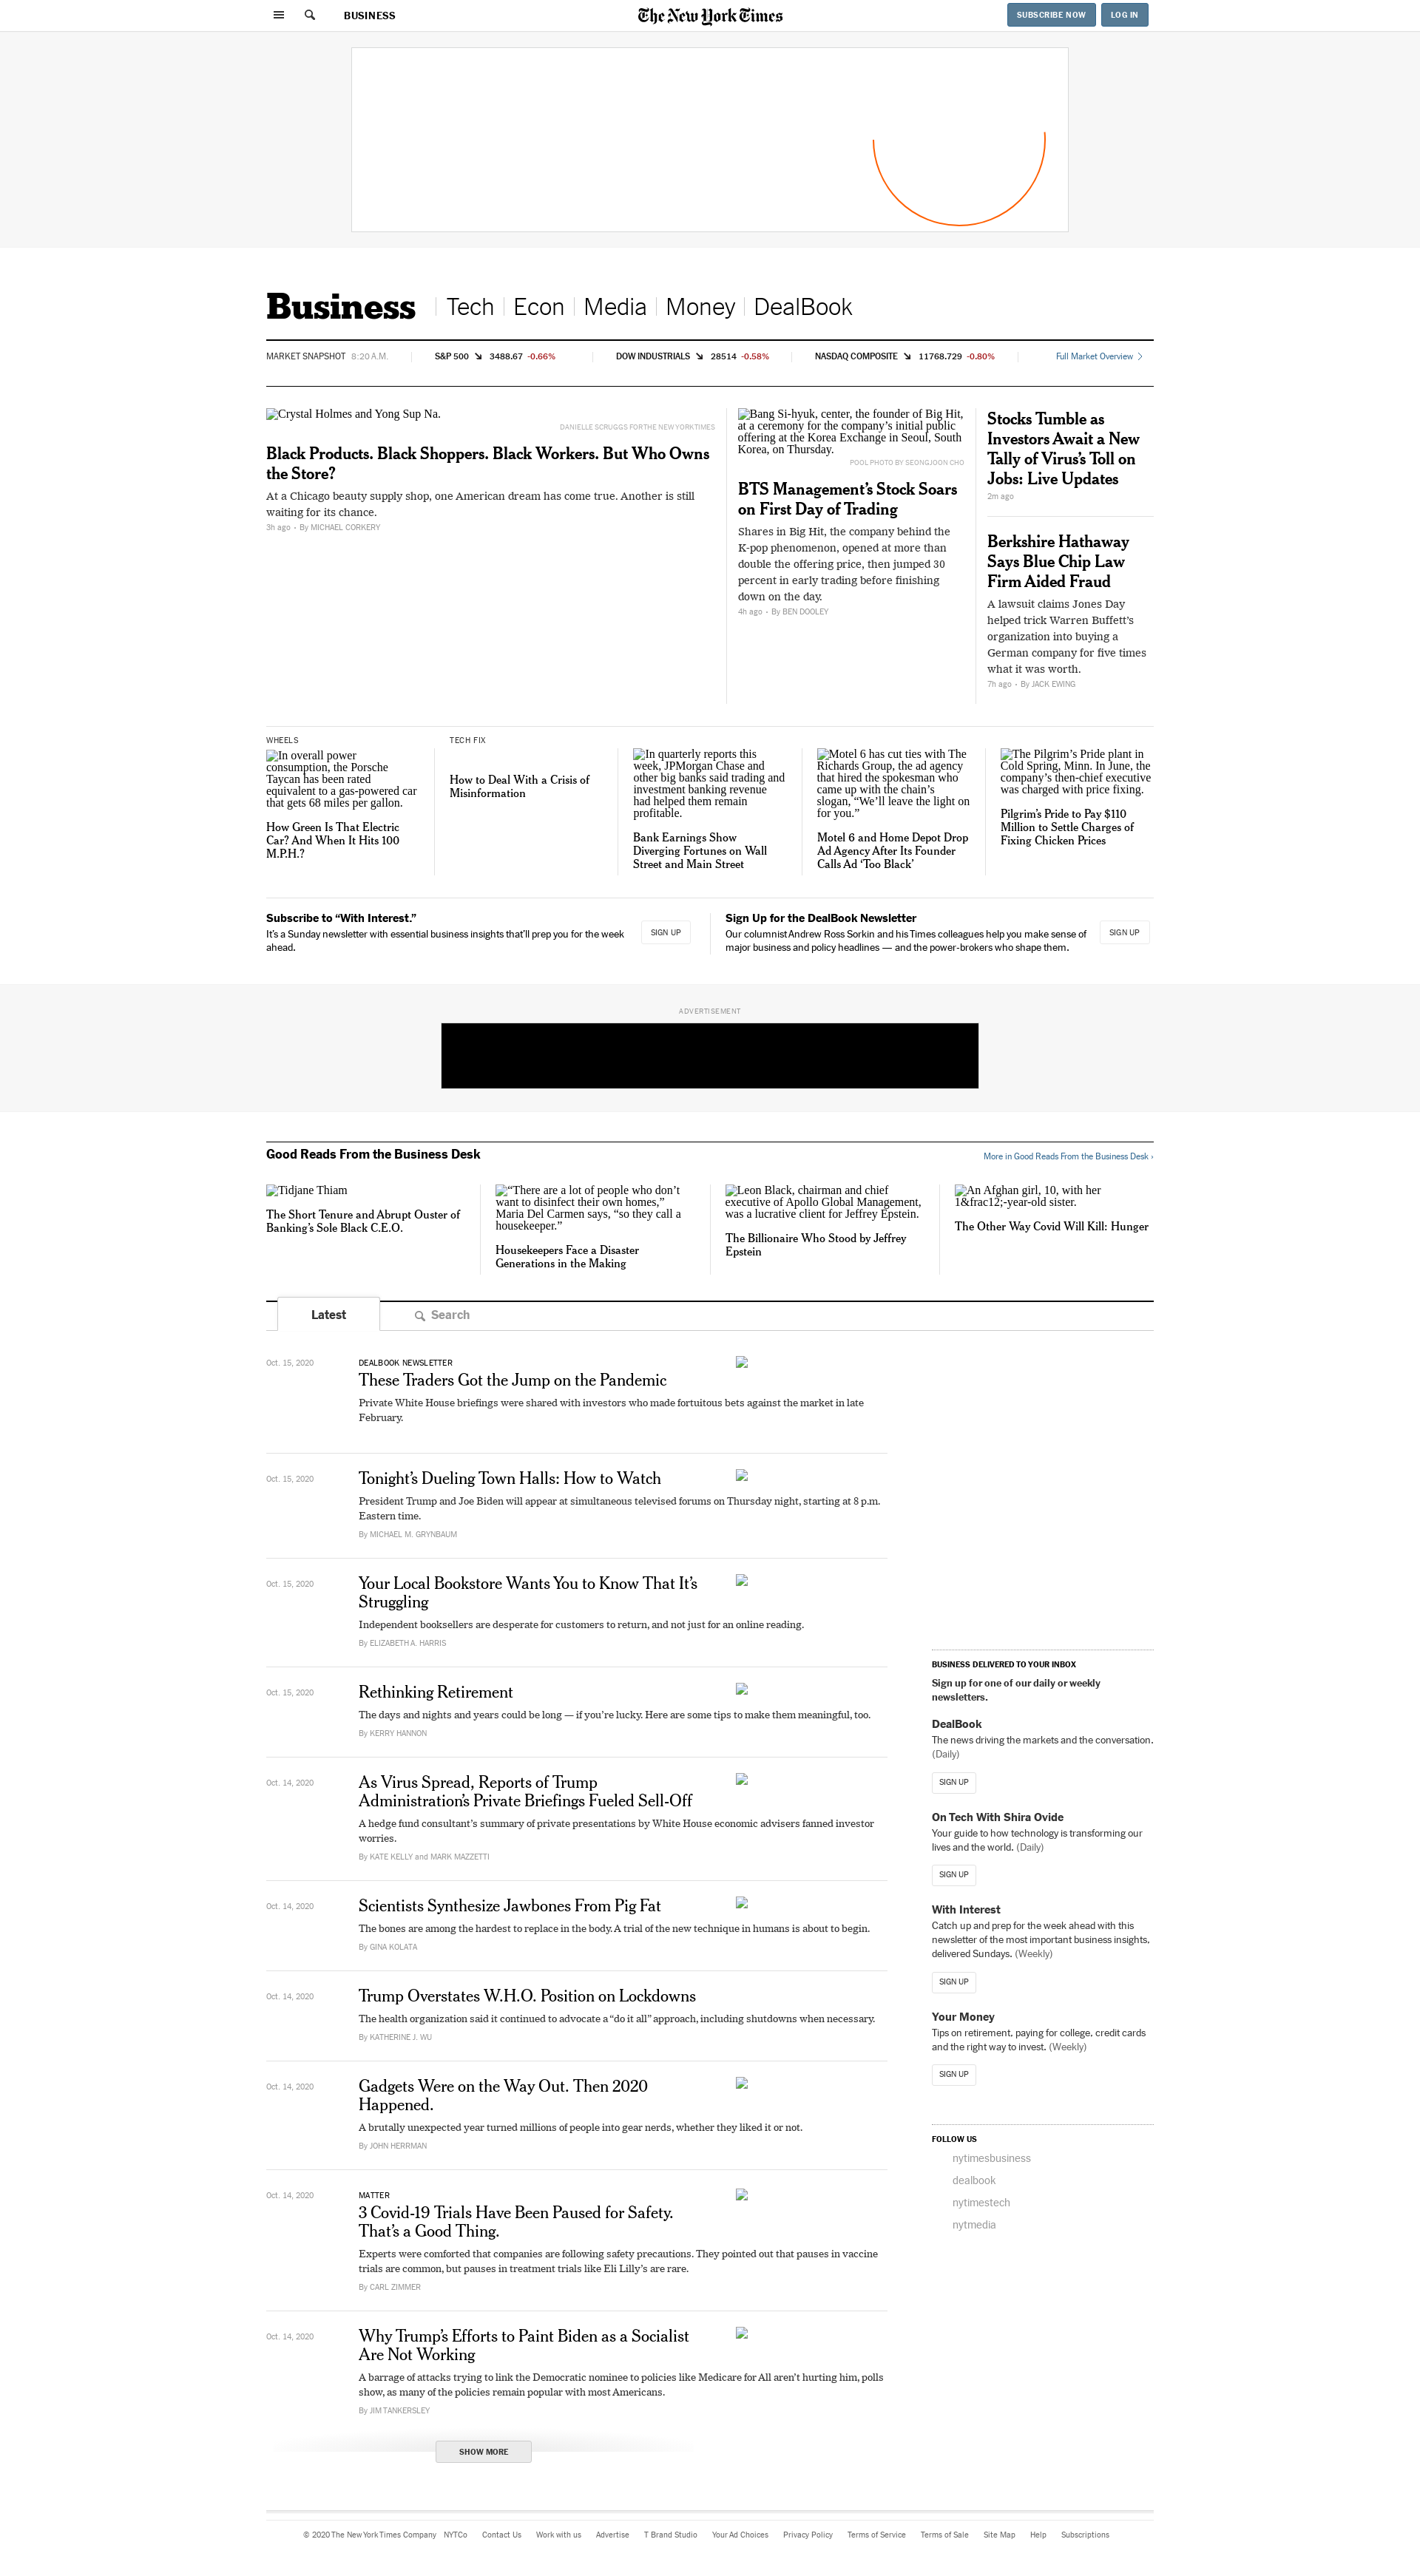 BUSINESS
The New York Times
SUBSCRIBE NOW
LOG IN
Business
Tech
Econ
Media
Money
DealBook
MARKET SNAPSHOT 8:20 A.M.
S&P 500 3488.67 -0.66%
DOW INDUSTRIALS 28514 -0.58%
NASDAQ COMPOSITE 11768.729 -0.80%
Full Market Overview
Crystal Holmes and Yong Sup Na.
DANIELLE SCRUGGS FOR THE NEW YORK TIMES
Black Products. Black Shoppers. Black Workers. But Who Owns
the Store?
At a Chicago beauty supply shop, one American dream has come true. Another is still
waiting for its chance.
3h ago • By MICHAEL CORKERY
Bang Si-hyuk, center, the founder of Big Hit,
at a ceremony for the company's initial public
offering at the Korea Exchange in Seoul, South
Korea, on Thursday.
POOL PHOTO BY SEONGJOON CHO
BTS Management's Stock Soars
on First Day of Trading
Shares in Big Hit, the company behind the
K-pop phenomenon, opened at more than
double the offering price, then jumped 30
percent in early trading before finishing
down on the day.
4h ago • By BEN DOOLEY
Stocks Tumble as
Investors Await a New
Tally of Virus's Toll on
Jobs: Live Updates
2m ago
Berkshire Hathaway
Says Blue Chip Law
Firm Aided Fraud
A lawsuit claims Jones Day
helped trick Warren Buffett's
organization into buying a
German company for five times
what it was worth.
7h ago • By JACK EWING
WHEELS
In overall power
consumption, the Porsche
Taycan has been rated
equivalent to a gas-powered car
that gets 68 miles per gallon.
How Green Is That Electric
Car? And When It Hits 100
M.P.H.?
TECH FIX
How to Deal With a Crisis of
Misinformation
In quarterly reports this
week, JPMorgan Chase and
other big banks said trading and
investment banking revenue
had helped them remain
profitable.
Bank Earnings Show
Diverging Fortunes on Wall
Street and Main Street
Motel 6 has cut ties with The
Richards Group, the ad agency
that hired the spokesman who
came up with the chain's
slogan, “We'll leave the light on
for you.”
Motel 6 and Home Depot Drop
Ad Agency After Its Founder
Calls Ad ‘Too Black’
The Pilgrim's Pride plant in
Cold Spring, Minn. In June, the
company's then-chief executive
was charged with price fixing.
Pilgrim's Pride to Pay $110
Million to Settle Charges of
Fixing Chicken Prices
Subscribe to “With Interest.”
It's a Sunday newsletter with essential business insights that'll prep you for the week
ahead.
SIGN UP
Sign Up for the DealBook Newsletter
Our columnist Andrew Ross Sorkin and his Times colleagues help you make sense of
major business and policy headlines — and the power-brokers who shape them.
SIGN UP
ADVERTISEMENT
Good Reads From the Business Desk
More in Good Reads From the Business Desk ›
Tidjane Thiam
The Short Tenure and Abrupt Ouster of
Banking's Sole Black C.E.O.
“There are a lot of people who don't
want to disinfect their own homes,”
Maria Del Carmen says, “so they call a
housekeeper.”
Housekeepers Face a Disaster
Generations in the Making
Leon Black, chairman and chief
executive of Apollo Global Management,
was a lucrative client for Jeffrey Epstein.
The Billionaire Who Stood by Jeffrey
Epstein
An Afghan girl, 10, with her
1&frac12;-year-old sister.
The Other Way Covid Will Kill: Hunger
Latest
Search
Oct. 15, 2020
DEALBOOK NEWSLETTER
These Traders Got the Jump on the Pandemic
Private White House briefings were shared with investors who made fortuitous bets against the market in late
February.
Oct. 15, 2020
Tonight's Dueling Town Halls: How to Watch
President Trump and Joe Biden will appear at simultaneous televised forums on Thursday night, starting at 8 p.m.
Eastern time.
By MICHAEL M. GRYNBAUM
Oct. 15, 2020
Your Local Bookstore Wants You to Know That It's
Struggling
Independent booksellers are desperate for customers to return, and not just for an online reading.
By ELIZABETH A. HARRIS
Oct. 15, 2020
Rethinking Retirement
The days and nights and years could be long — if you're lucky. Here are some tips to make them meaningful, too.
By KERRY HANNON
Oct. 14, 2020
As Virus Spread, Reports of Trump
Administration's Private Briefings Fueled Sell-Off
A hedge fund consultant's summary of private presentations by White House economic advisers fanned investor
worries.
By KATE KELLY and MARK MAZZETTI
Oct. 14, 2020
Scientists Synthesize Jawbones From Pig Fat
The bones are among the hardest to replace in the body. A trial of the new technique in humans is about to begin.
By GINA KOLATA
Oct. 14, 2020
Trump Overstates W.H.O. Position on Lockdowns
The health organization said it continued to advocate a “do it all” approach, including shutdowns when necessary.
By KATHERINE J. WU
Oct. 14, 2020
Gadgets Were on the Way Out. Then 2020
Happened.
A brutally unexpected year turned millions of people into gear nerds, whether they liked it or not.
By JOHN HERRMAN
Oct. 14, 2020
MATTER
3 Covid-19 Trials Have Been Paused for Safety.
That's a Good Thing.
Experts were comforted that companies are following safety precautions. They pointed out that pauses in vaccine
trials are common, but pauses in treatment trials like Eli Lilly's are rare.
By CARL ZIMMER
Oct. 14, 2020
Why Trump's Efforts to Paint Biden as a Socialist
Are Not Working
A barrage of attacks trying to link the Democratic nominee to policies like Medicare for All aren't hurting him, polls
show, as many of the policies remain popular with most Americans.
By JIM TANKERSLEY
SHOW MORE
BUSINESS DELIVERED TO YOUR INBOX
Sign up for one of our daily or weekly
newsletters.
DealBook
The news driving the markets and the conversation.
(Daily)
SIGN UP
On Tech With Shira Ovide
Your guide to how technology is transforming our
lives and the world. (Daily)
SIGN UP
With Interest
Catch up and prep for the week ahead with this
newsletter of the most important business insights,
delivered Sundays. (Weekly)
SIGN UP
Your Money
Tips on retirement, paying for college, credit cards
and the right way to invest. (Weekly)
SIGN UP
FOLLOW US
nytimesbusiness
dealbook
nytimestech
nytmedia
© 2020 The New York Times Company NYTCo Contact Us Work with us Advertise T Brand Studio Your Ad Choices Privacy Policy Terms of Service Terms of Sale Site Map Help Subscriptions